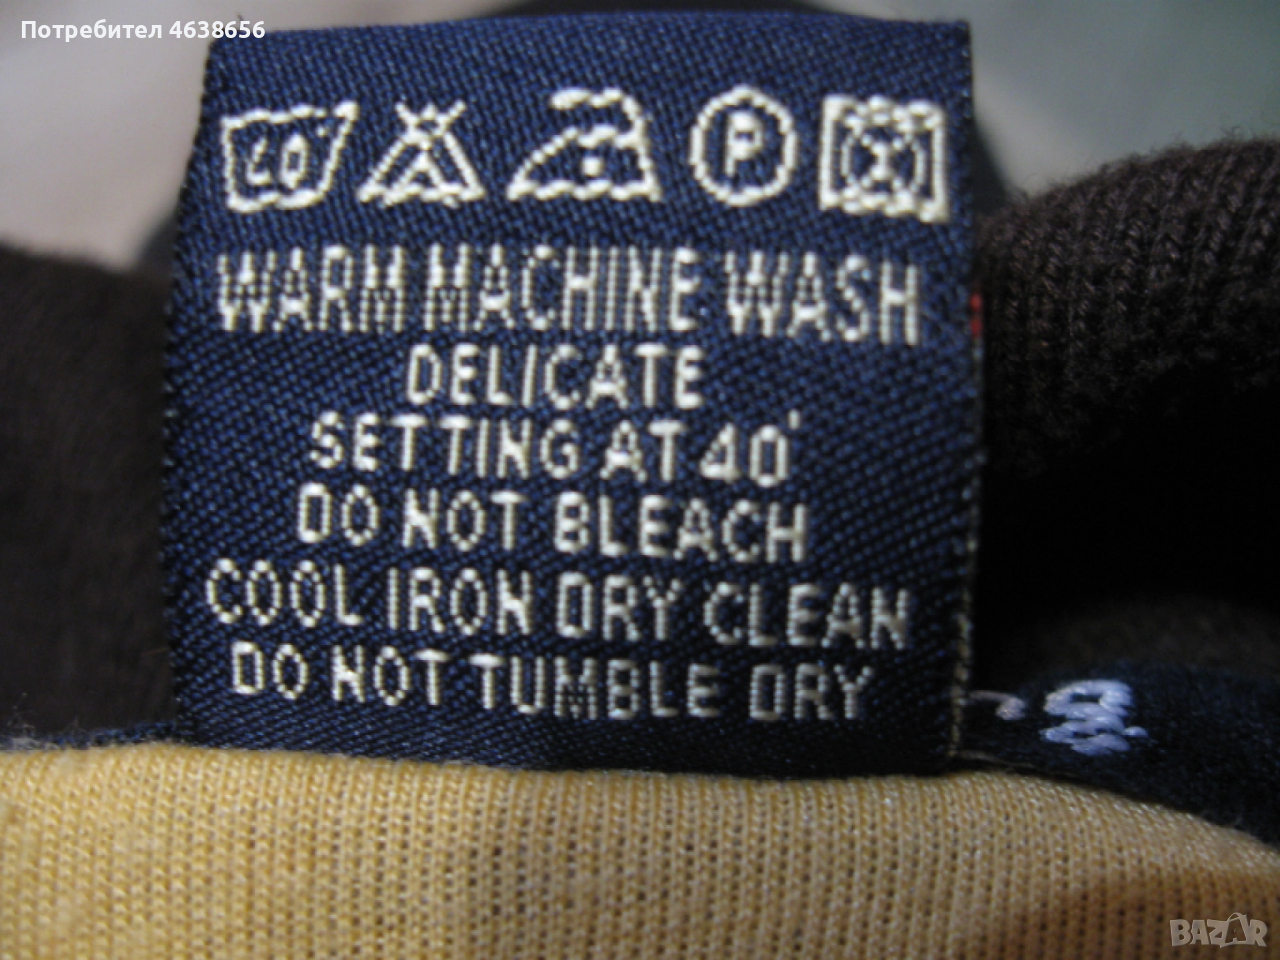 Потребител 4638656
40°
P
WARM MACHINE WASH
DELICATE
SETTING AT 40°
DO NOT BLEACH
COOL IRON DRY CLEAN
DO NOT TUMBLE DRY
BAZAR